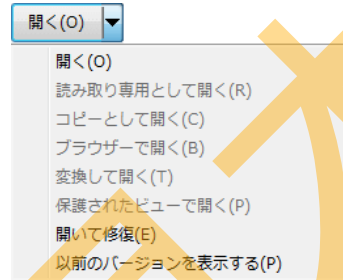 開く(O)
開く(O)
読み取り専用として開く(R)
コピーとして開く(C)
ブラウザーで開く(B)
変換して開く(T)
保護されたビューで開く(P)
開いて修復(E)
以前のバージョンを表示する(P)